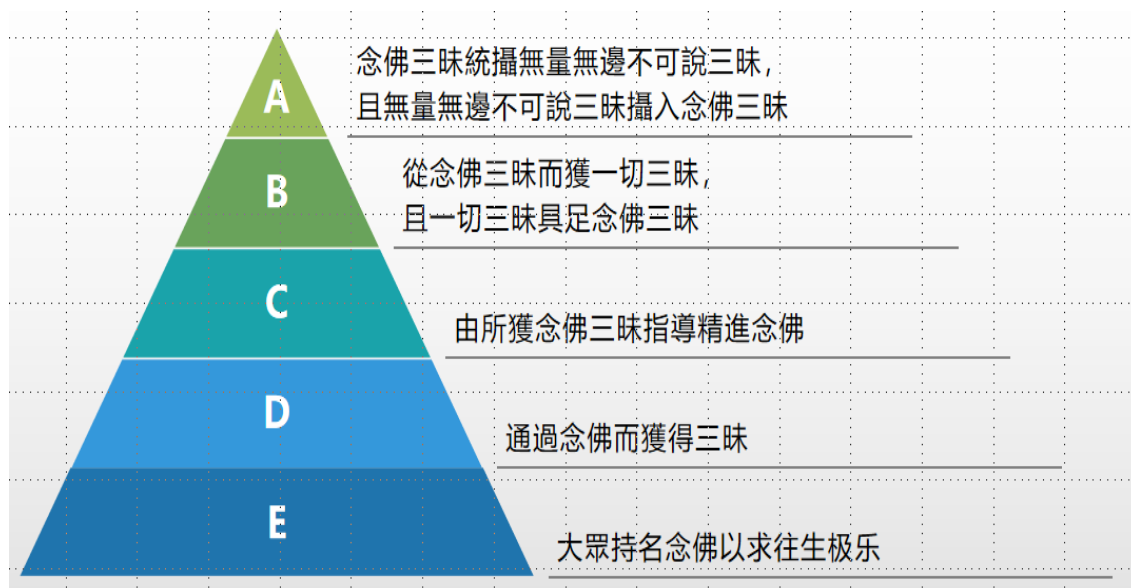 A
念佛三昧統攝無量無邊不可說三昧,
且無量無邊不可說三昧攝入念佛三昧
B
從念佛三昧而獲一切三昧,
且一切三昧具足念佛三昧
C
由所獲念佛三昧指導精進念佛
D
通過念佛而獲得三昧
E
大眾持名念佛以求往生极乐